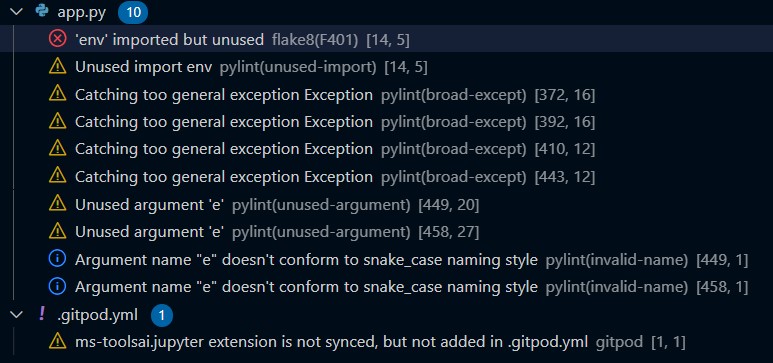 app.py 10
'env' imported but unused flake8(F401) [14, 5]
Unused import env pylint(unused-import) [14, 5]
Catching too general exception Exception pylint(broad-except) [372, 16]
Catching too general exception Exception pylint(broad-except) [392, 16]
Catching too general exception Exception pylint(broad-except) [410, 12]
Catching too general exception Exception pylint(broad-except) [443, 12]
Unused argument 'e' pylint(unused-argument) [449, 20]
Unused argument 'e' pylint(unused-argument) [458, 27]
Argument name "e" doesn't conform to snake_case naming style pylint(invalid-name) [449, 1]
Argument name "e" doesn't conform to snake_case naming style pylint(invalid-name) [458, 1]
! .gitpod.yml 1
ms-toolsai.jupyter extension is not synced, but not added in .gitpod.yml gitpod [1, 1]